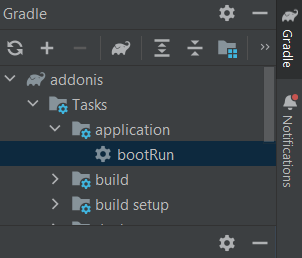 Gradle
addonis
Tasks
application
bootRun
build
build setup
Gradle
Notifications